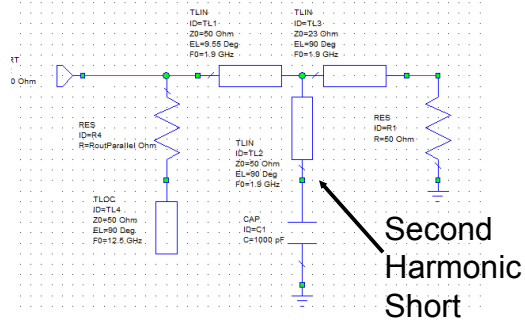 TLIN
ID=TL1
Z0=50 Ohm
EL=9.55 Deg
F0=1.9 GHz
TLIN
ID=TL3
Z0=23 Ohm
EL=90 Deg
F0=1.9 GHz
RT
0 Ohm
RES
ID=R4
R=RoutParallel Ohm
TLIN
ID=TL2
Z0=50 Ohm
EL=90 Deg
F0=1.9 GHz
RES
ID=R1
R=50 Ohm
TLOC
ID=TL4
Z0=50 Ohm
EL=90 Deg
F0=12.5 GHz
CAP
ID=C1
C=1000 pF
Second
Harmonic
Short